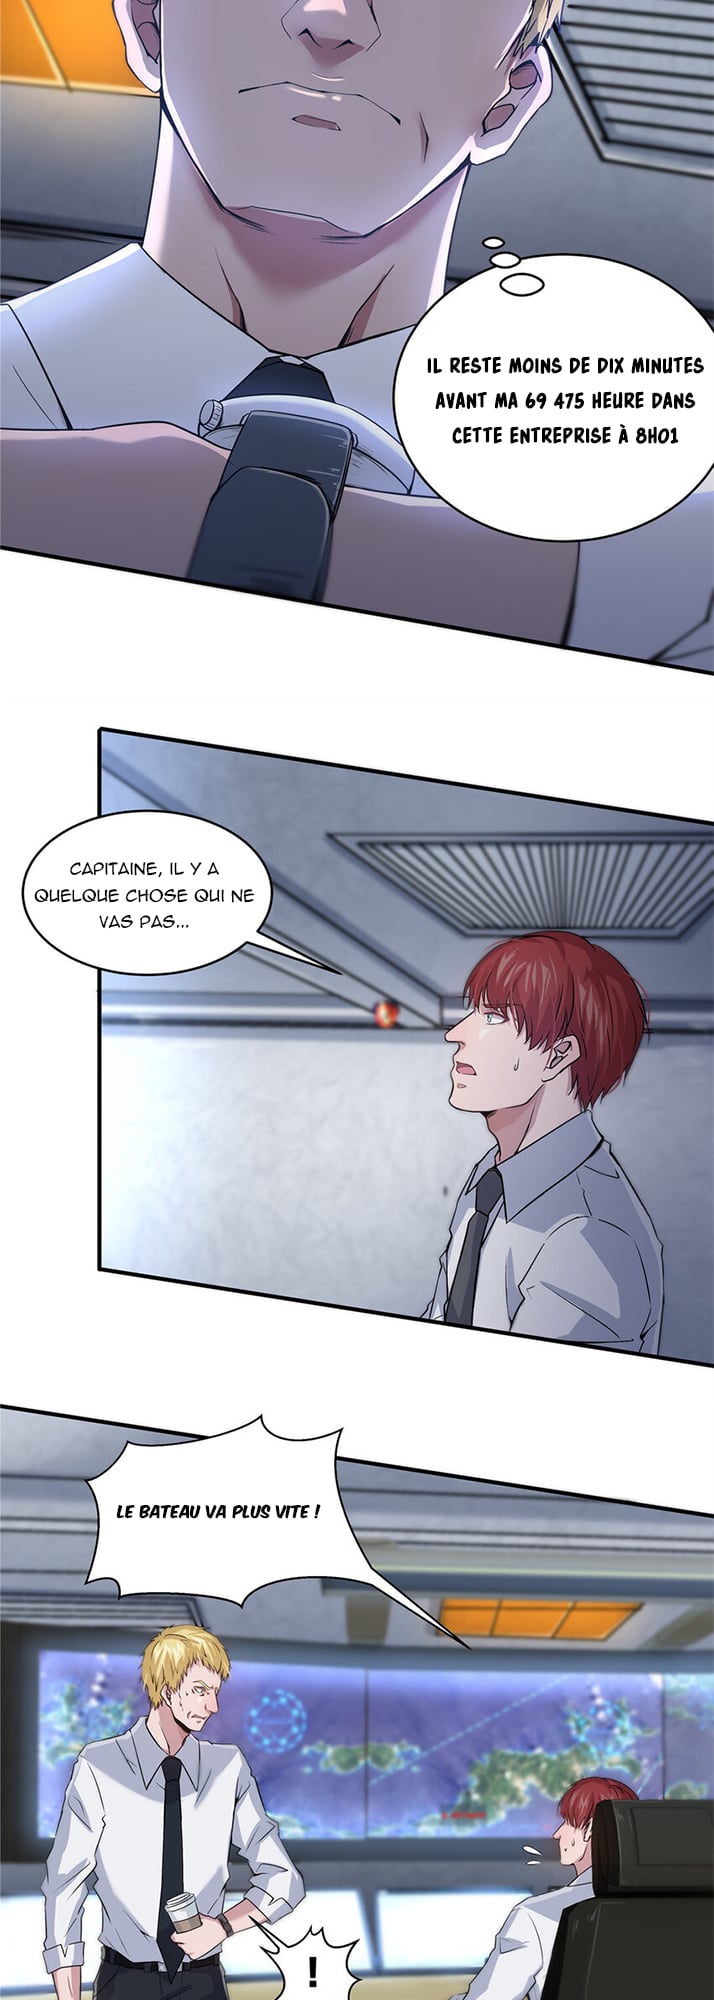 IL RESTE MOINS DE DIX MINUTES
AVANT MA 69 475 HEURE DANS
CETTE ENTREPRISE À 8H01
CAPITAINE, IL Y A
QUELQUE CHOSE QUI NE
VAS PAS...
LE BATEAU VA PLUS VITE !
!